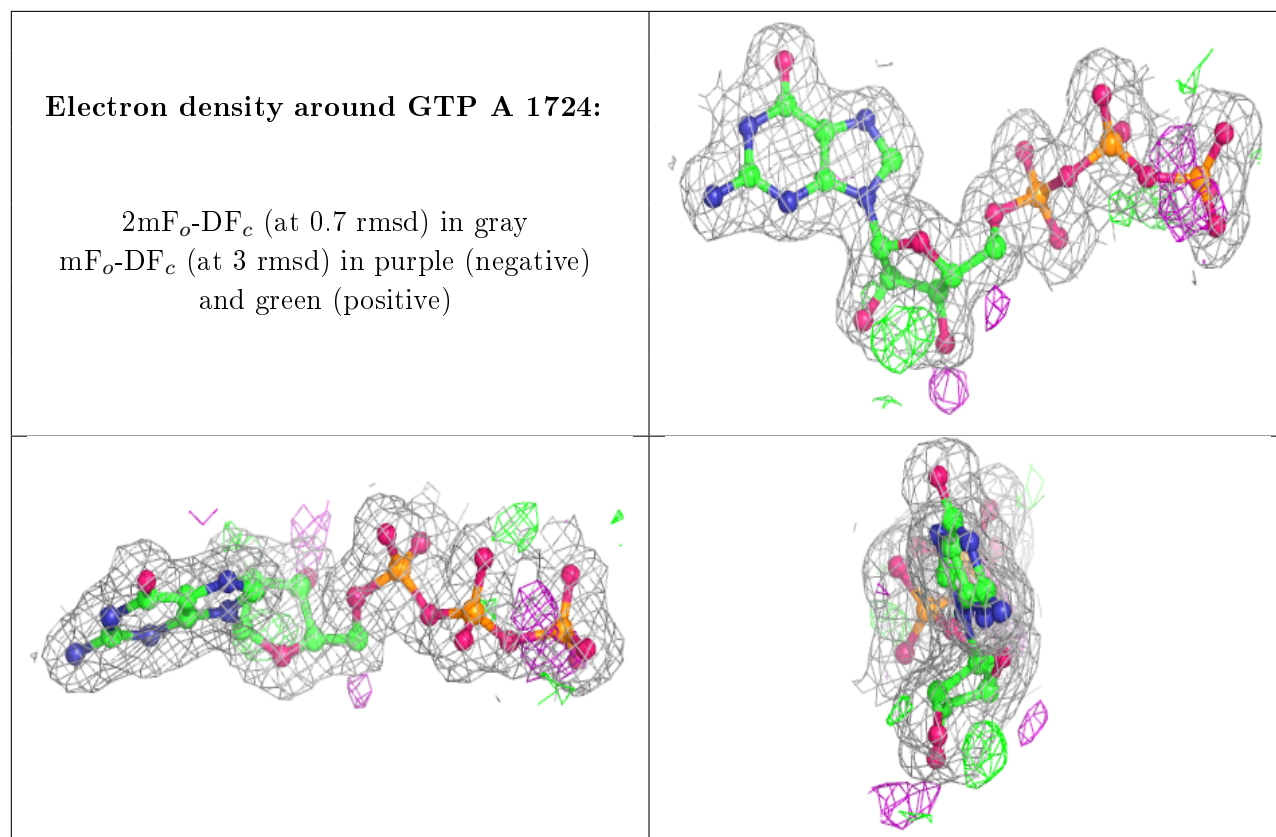 Electron density around GTP A 1724:
2mFo-DFc (at 0.7 rmsd) in gray
mFo-DFc (at 3 rmsd) in purple (negative)
and green (positive)